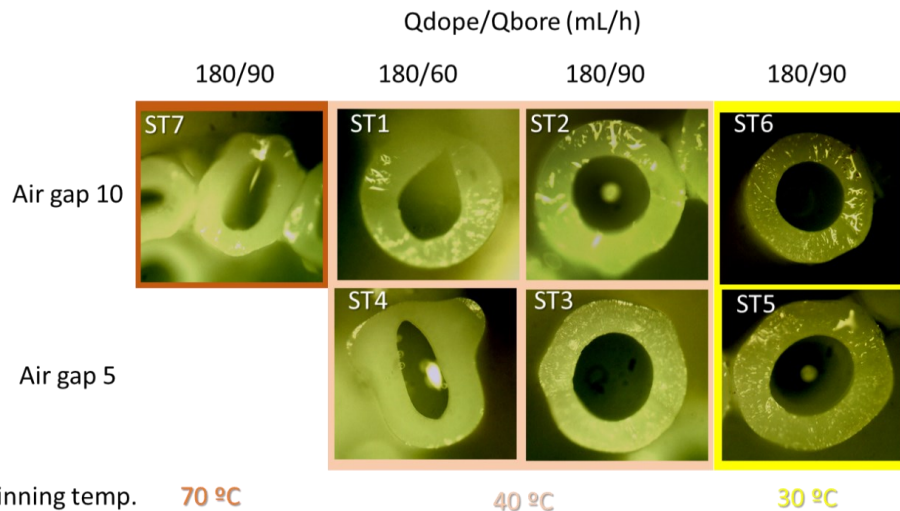 Qdope/Qbore (mL/h)
180/90 180/60 180/90 180/90
ST7 ST1 ST2 ST6
Air gap 10
ST4 ST3 ST5
Air gap 5
inning temp. 70 ºC 40 ºC 30 ºC